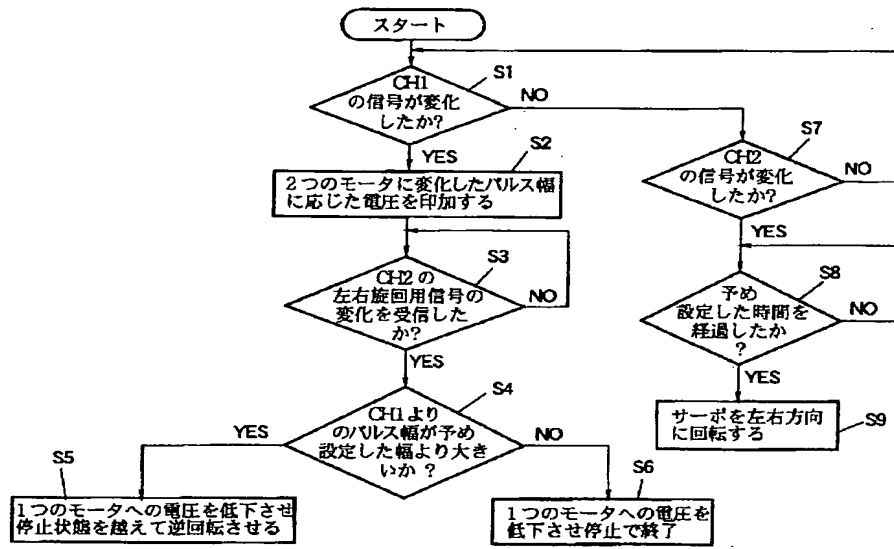 スタート
S1
CH1
の信号が変化
したか?
NO
YES
S2
2つのモータに変化したパルス幅
に応じた電圧を印加する
S3
CH2の
左右旋回用信号の
変化を受信した
か?
NO
YES
S4
CH1より
のパルス幅が予め
設定した幅より大き
いか ?
YES
NO
S5
1つのモータへの電圧を低下させ
停止状態を越えて逆回転させる
S6
1つのモータへの電圧を
低下させ停止で終了
S7
CH2
の信号が変化
したか?
NO
YES
S8
予め
設定した時間を
経過したか
?
NO
YES
サーボを左右方向
に回転する
S9